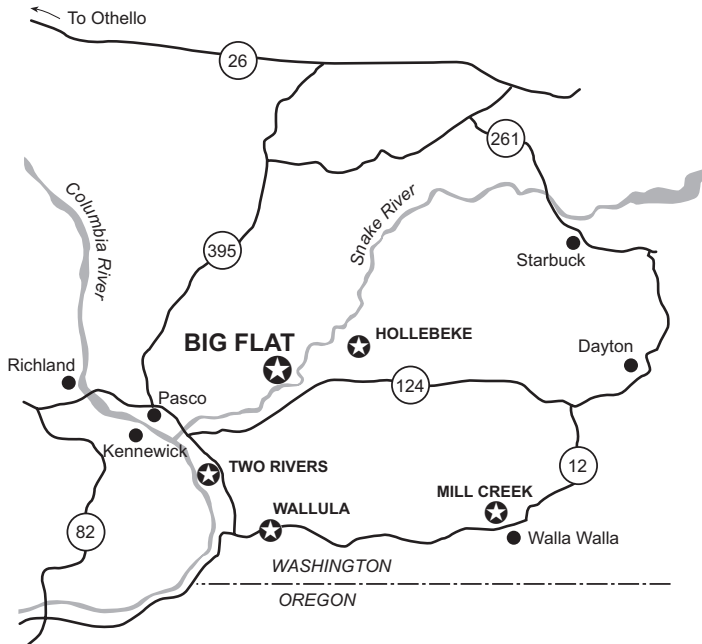 To Othello
26
261
Columbia
River
Snake River
395
Starbuck
HOLLEBEKE
BIG FLAT
Dayton
Richland
124
Pasco
Kennewick
TWO RIVERS
12
MILL CREEK
WALLULA
82
Walla Walla
WASHINGTON
OREGON